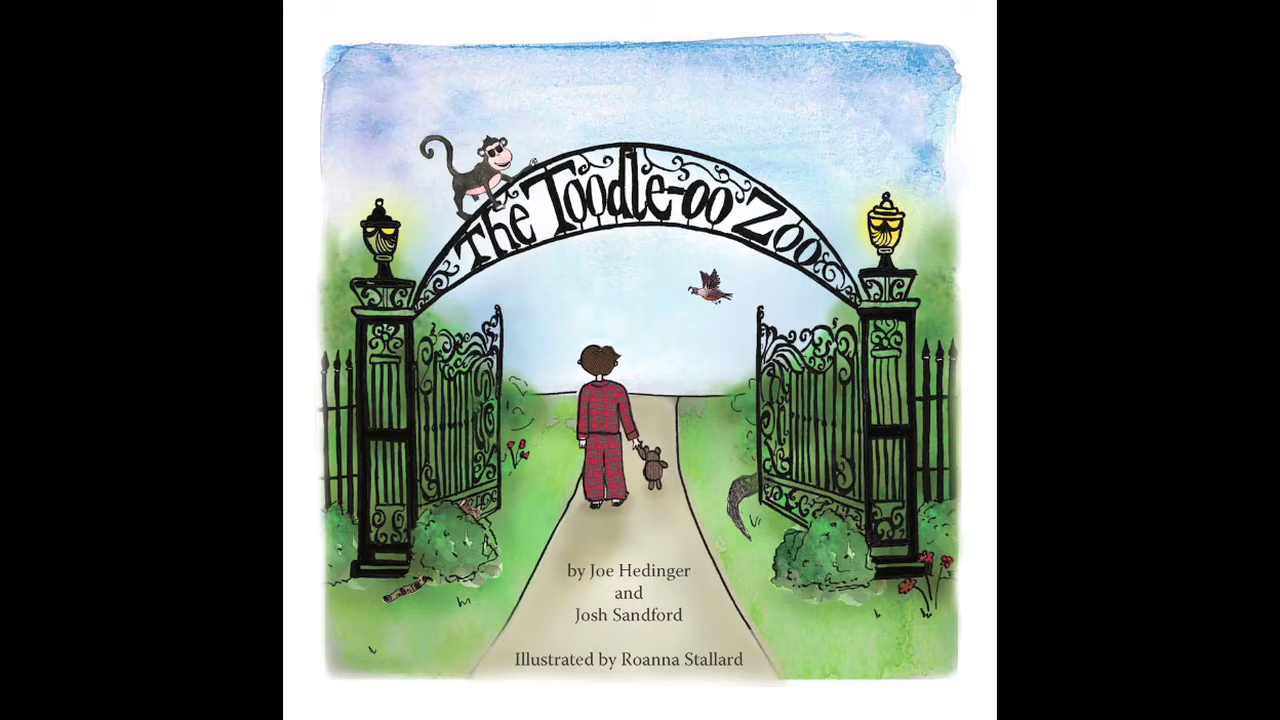 The Toodle-oo Zoo
by Joe Hedinger
and
Josh Sandford
Illustrated by Roanna Stallard